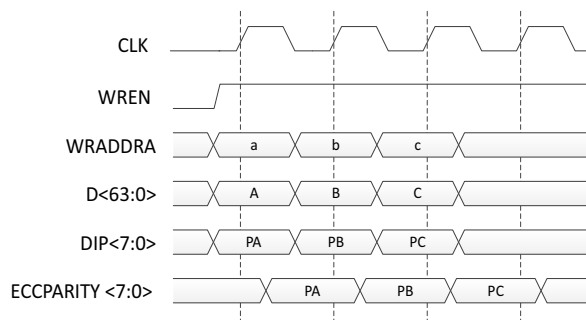 CLK
WREN
WRADDRA a b c
D<63:0> A B C
DIP<7:0> PA PB PC
ECCPARITY <7:0> PA PB PC